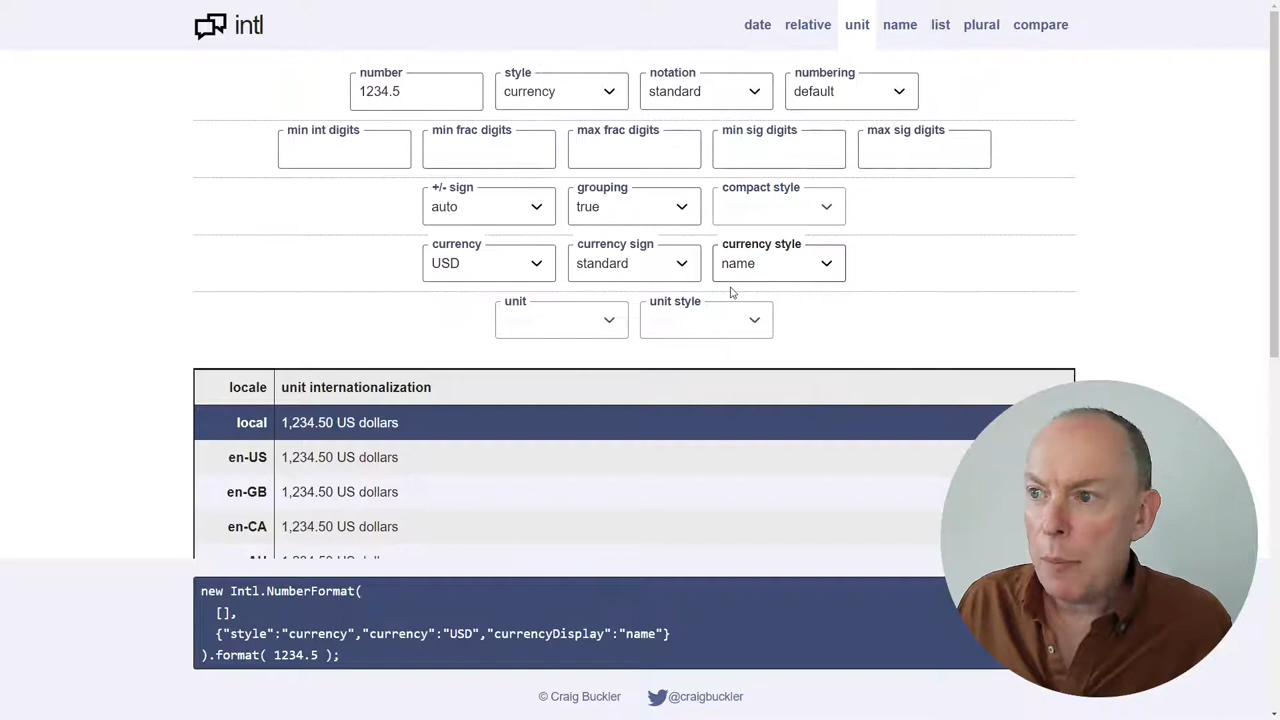 intl
date relative unit name list plural compare
number style notation numbering
1234.5 currency standard default
min int digits min frac digits max frac digits min sig digits max sig digits
+/- sign grouping compact style
auto true
currency currency sign currency style
USD standard name
unit unit style
locale unit internationalization
local 1,234.50 US dollars
en-US 1,234.50 US dollars
en-GB 1,234.50 US dollars
en-CA 1,234.50 US dollars
new Intl.NumberFormat(
[],
{"style":"currency","currency":"USD","currencyDisplay":"name"}
).format( 1234.5 );
© Craig Buckler @craigbuckler